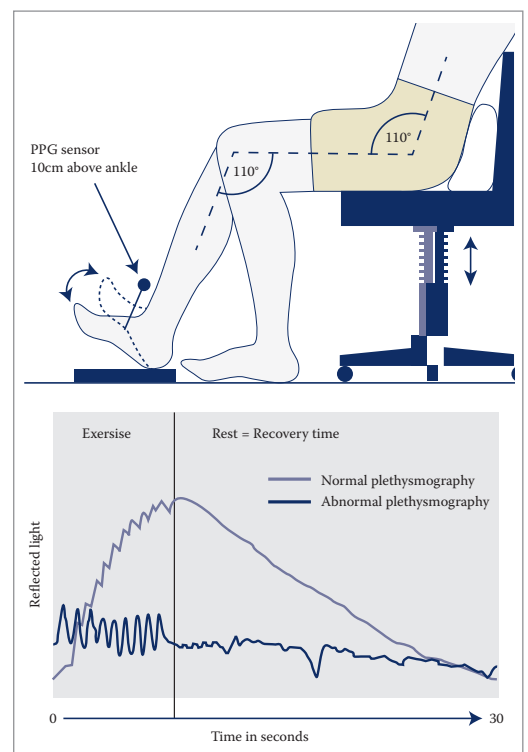 PPG sensor
10cm above ankle
110°
110°
Exersise
Rest = Recovery time
Normal plethysmography
Abnormal plethysmography
Reflected light
0
30
Time in seconds